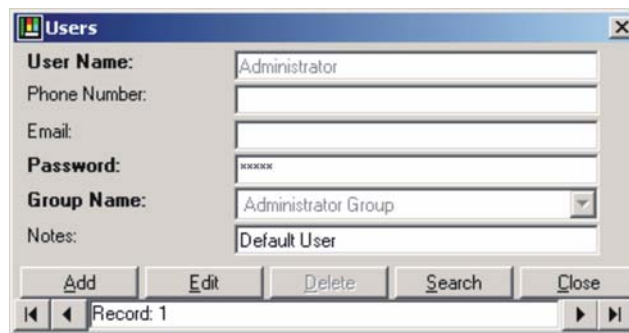 Users
User Name: Administrator
Phone Number:
Email:
Password: xxxxx
Group Name: Administrator Group
Notes: Default User
Add Edit Delete Search Close
Record: 1